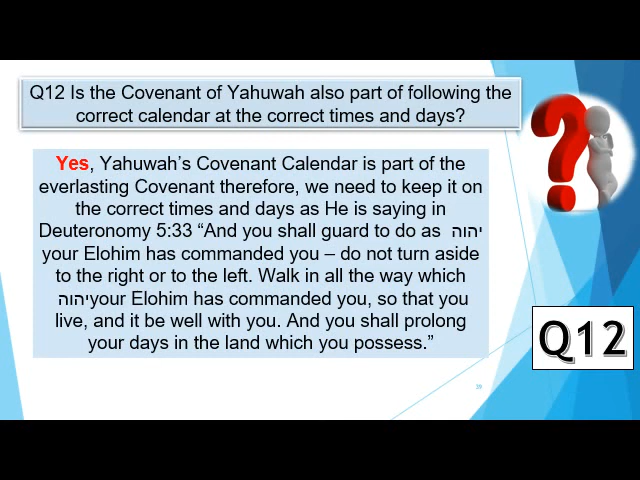 Q12 Is the Covenant of Yahuwah also part of following the
correct calendar at the correct times and days?
Yes, Yahuwah’s Covenant Calendar is part of the
everlasting Covenant therefore, we need to keep it on
the correct times and days as He is saying in
Deuteronomy 5:33 “And you shall guard to do as יהוה
your Elohim has commanded you – do not turn aside
to the right or to the left. Walk in all the way which
יהוהyour Elohim has commanded you, so that you
live, and it be well with you. And you shall prolong
your days in the land which you possess.”
Q12
39